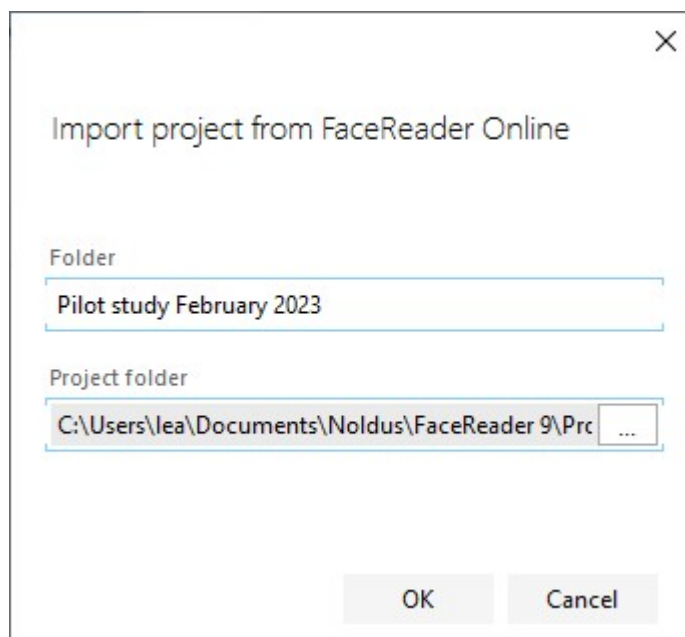 Import project from FaceReader Online
Folder
Pilot study February 2023
Project folder
C:\Users\lea\Documents\Noldus\FaceReader 9\Prc
...
OK Cancel